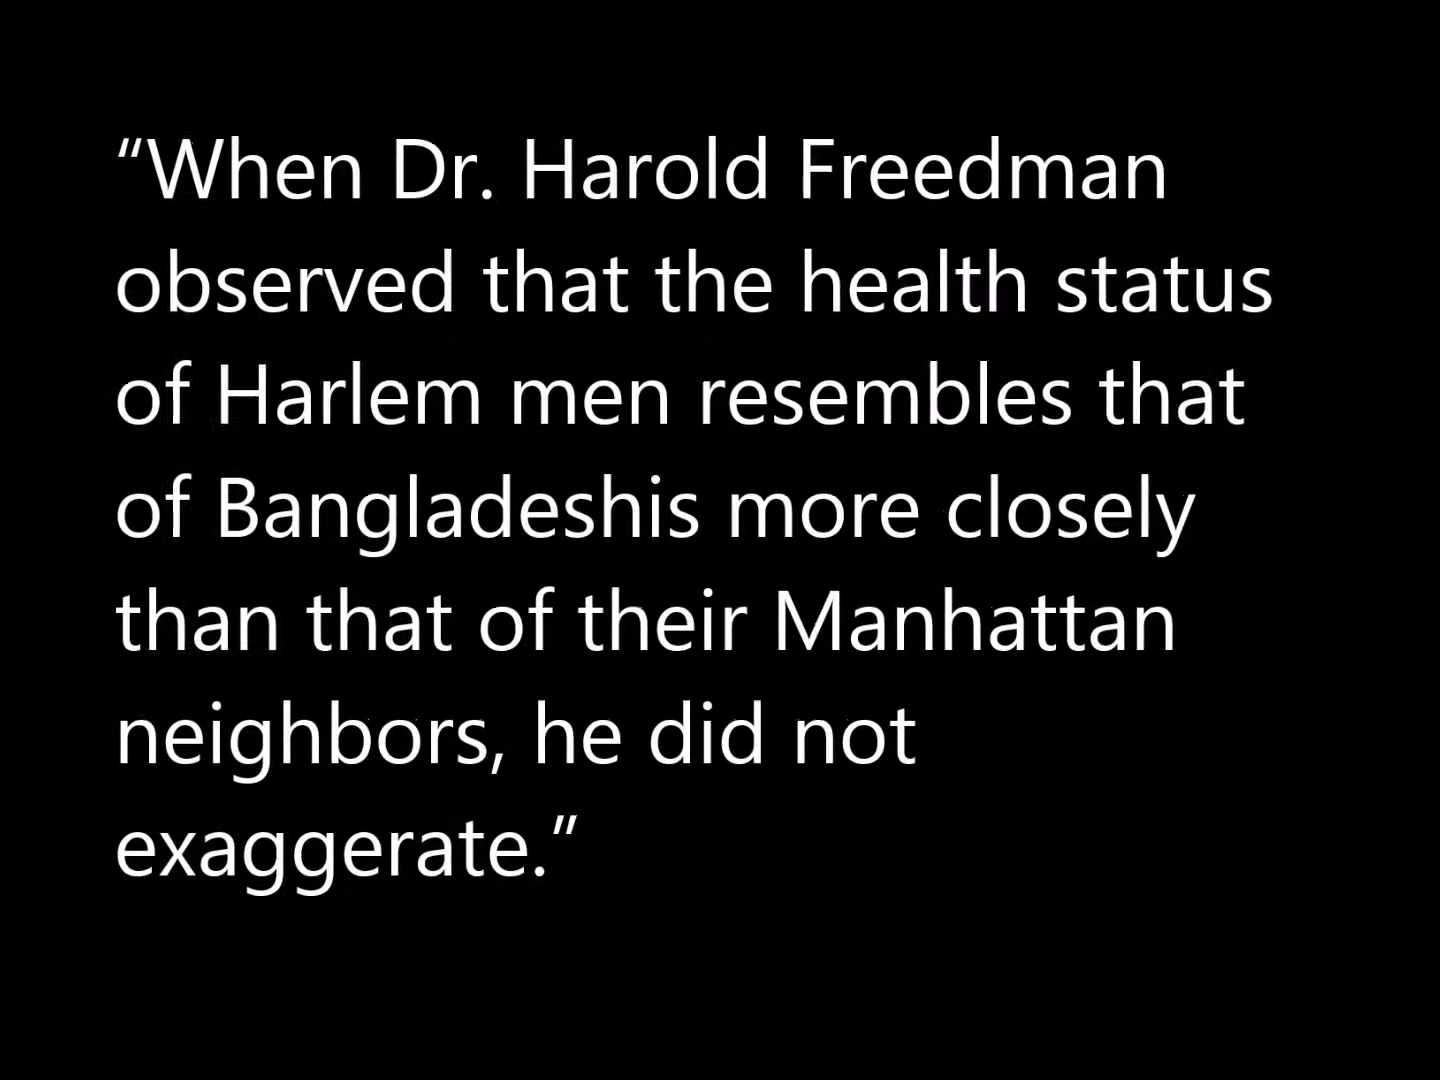 “When Dr. Harold Freedman
observed that the health status
of Harlem men resembles that
of Bangladeshis more closely
than that of their Manhattan
neighbors, he did not
exaggerate.”